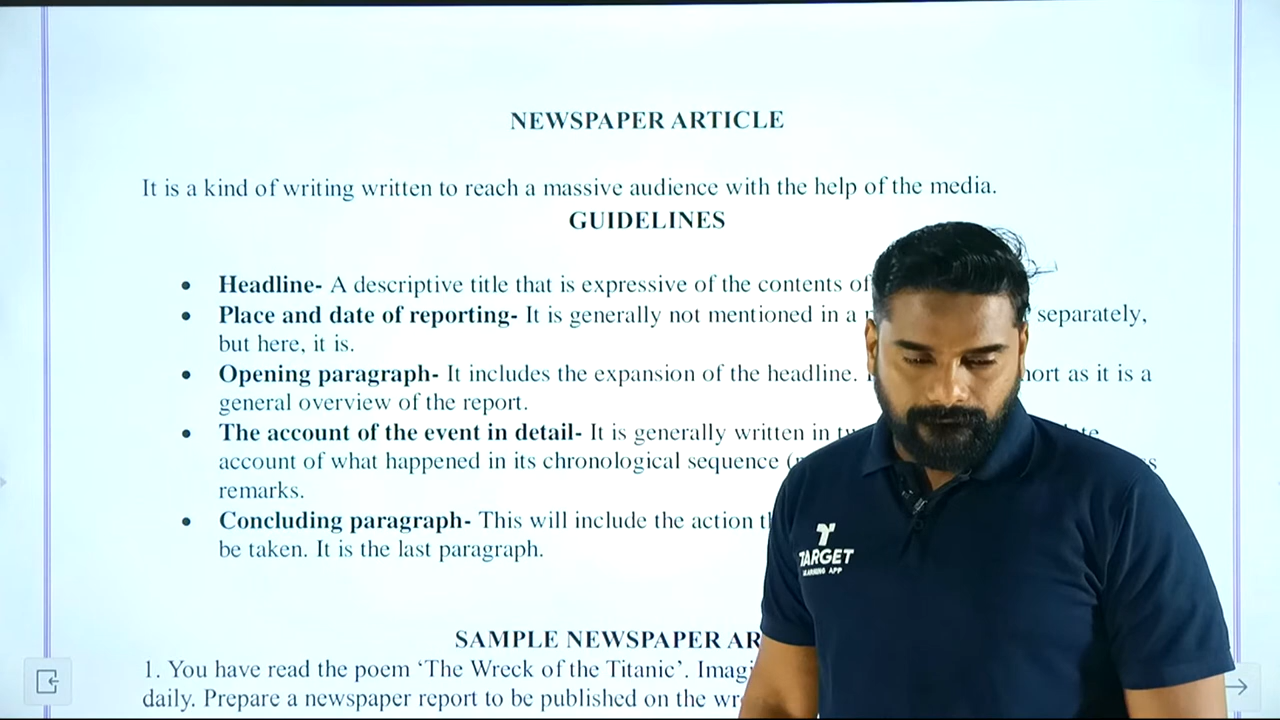 NEWSPAPER ARTICLE
It is a kind of writing written to reach a massive audience with the help of the media.
GUIDELINES
• Headline- A descriptive title that is expressive of the contents of
• Place and date of reporting- It is generally not mentioned in a separately,
but here, it is.
• Opening paragraph- It includes the expansion of the headline. as it is a
general overview of the report.
• The account of the event in detail- It is generally written in
account of what happened in its chronological sequence
remarks.
• Concluding paragraph- This will include the action
be taken. It is the last paragraph.
SAMPLE NEWSPAPER
1. You have read the poem ‘The Wreck of the Titanic’.
daily. Prepare a newspaper report to be published on the
TARGET
LEARNING APP